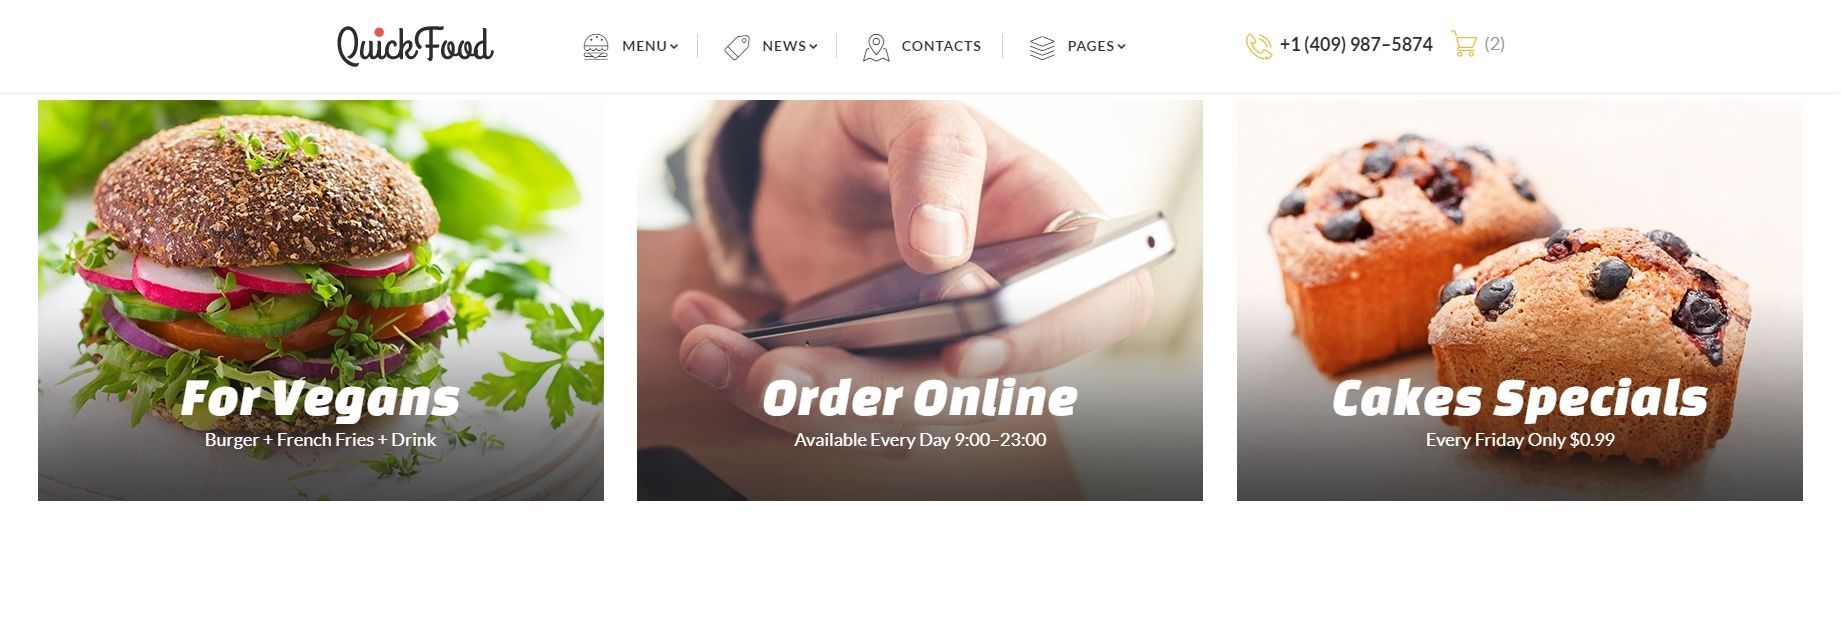 QuickFood
MENU
NEWS
CONTACTS
PAGES
+1 (409) 987-5874
(2)
For Vegans
Burger + French Fries + Drink
Order Online
Available Every Day 9:00-23:00
Cakes Specials
Every Friday Only $0.99